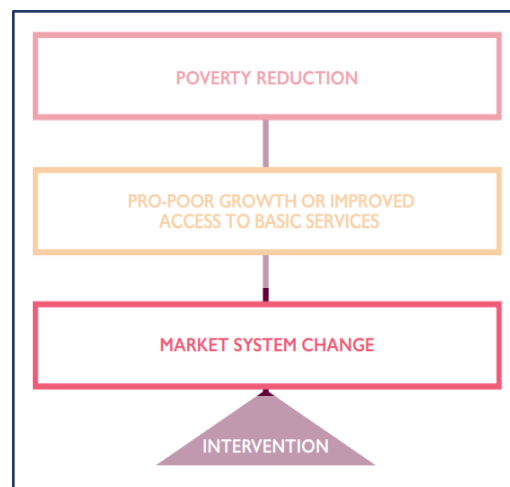 POVERTY REDUCTION
PRO-POOR GROWTH OR IMPROVED
ACCESS TO BASIC SERVICES
MARKET SYSTEM CHANGE
INTERVENTION